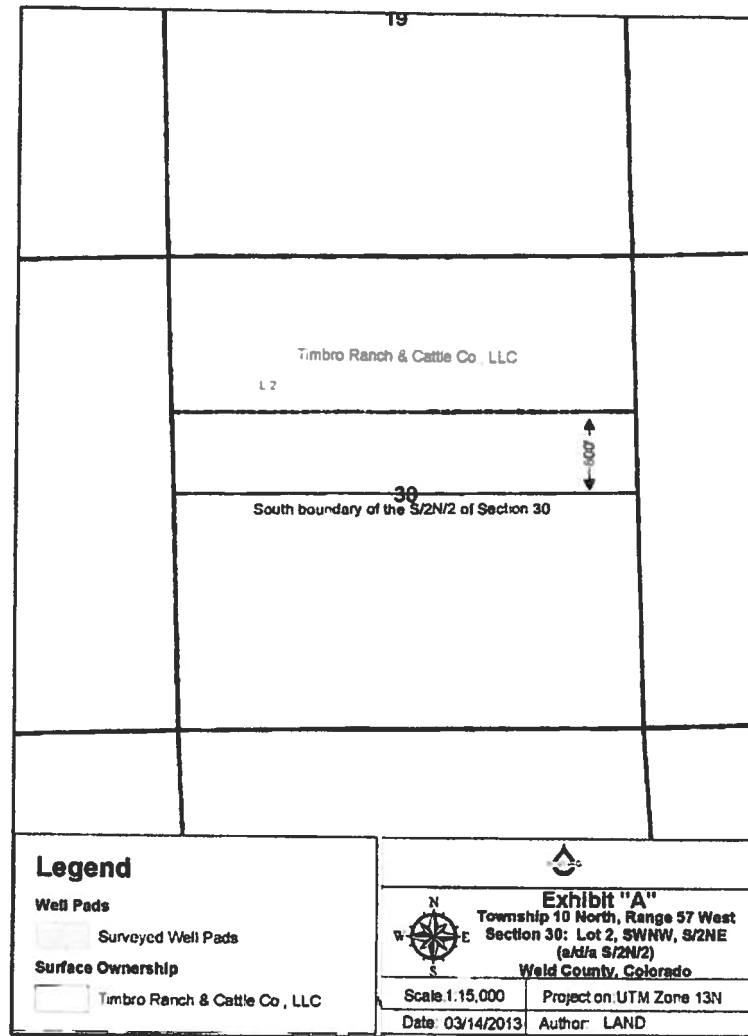 19
Timbro Ranch & Cattle Co., LLC
L 2
600'
30
South boundary of the S/2N/2 of Section 30
Legend
Well Pads
Surveyed Well Pads
Surface Ownership
Timbro Ranch & Cattle Co , LLC
N
W E
S
Exhibit "A"
Township 10 North, Range 57 West
Section 30: Lot 2, SWNW, S/2NE
(a/d/a S/2N/2)
Weld County, Colorado
Scale:1:15,000
Projection:UTM Zone 13N
Date: 03/14/2013
Author: LAND